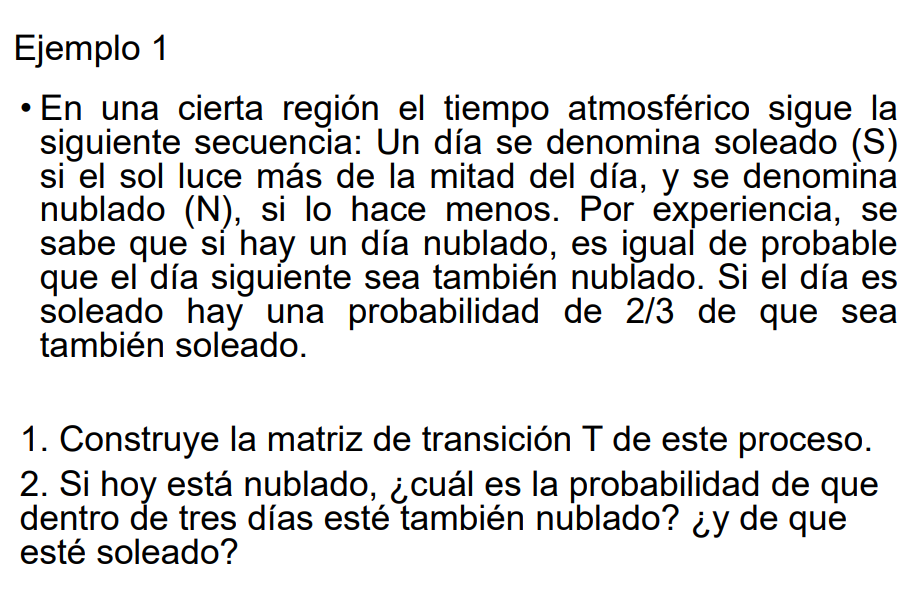 Ejemplo 1
• En una cierta región el tiempo atmosférico sigue la
siguiente secuencia: Un día se denomina soleado (S)
si el sol luce más de la mitad del día, y se denomina
nublado (N), si lo hace menos. Por experiencia, se
sabe que si hay un día nublado, es igual de probable
que el día siguiente sea también nublado. Si el día es
soleado hay una probabilidad de 2/3 de que sea
también soleado.
1. Construye la matriz de transición T de este proceso.
2. Si hoy está nublado, ¿cuál es la probabilidad de que
dentro de tres días esté también nublado? ¿y de que
esté soleado?